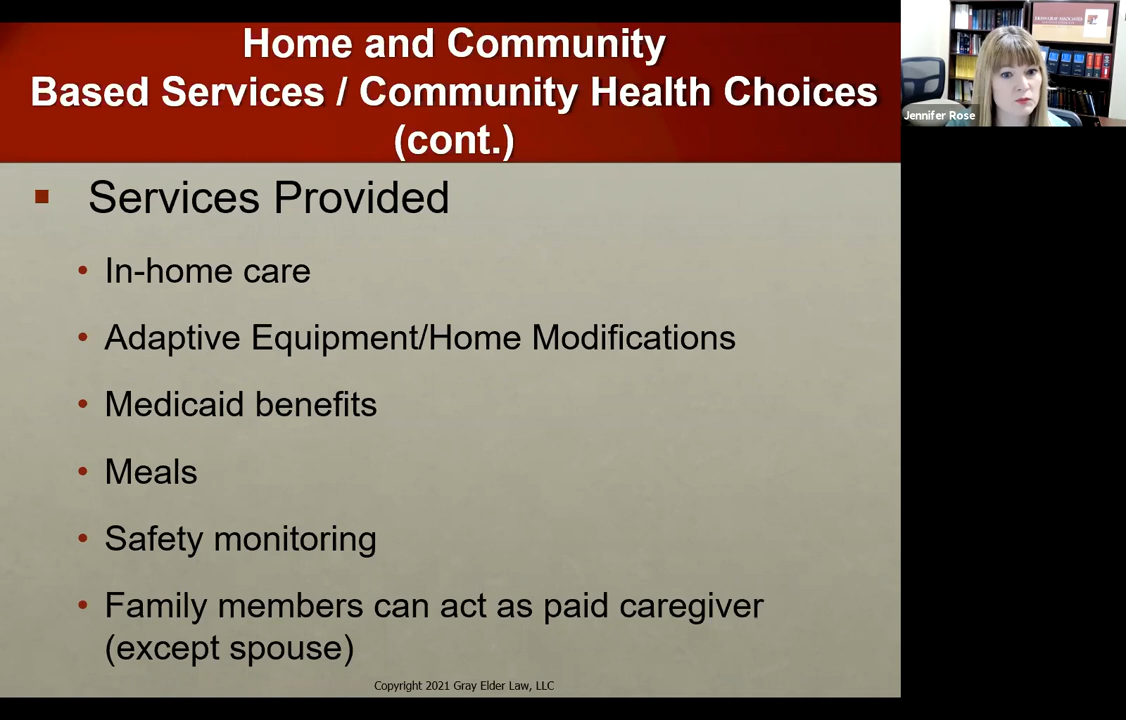 Home and Community
Based Services / Community Health Choices
(cont.)
Services Provided
In-home care
Adaptive Equipment/Home Modifications
Medicaid benefits
Meals
Safety monitoring
Family members can act as paid caregiver
(except spouse)
Copyright 2021 Gray Elder Law, LLC
Jennifer Rose